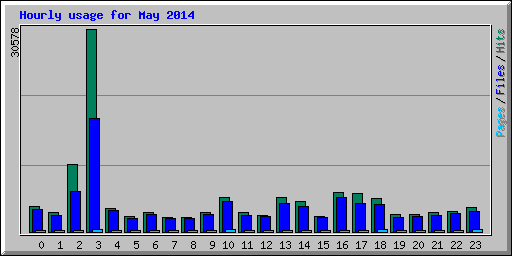 Hourly usage for May 2014
30578
Pages/Files/Hits
0 1 2 3 4 5 6 7 8 9 10 11 12 13 14 15 16 17 18 19 20 21 22 23